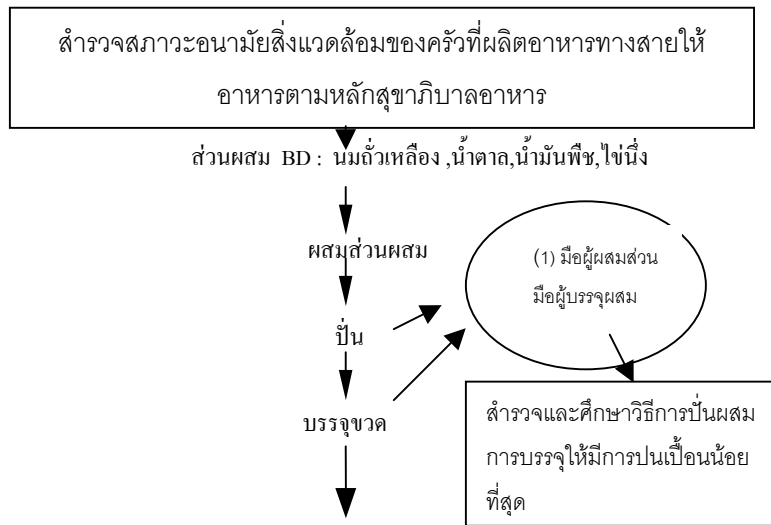 สำรวจสภาวะอนามัยสิ่งแวดล้อมของครัวที่ผลิตอาหารทางสายให้
อาหารตามหลักสุขาภิบาลอาหาร
ส่วนผสม BD : นมถั่วเหลือง ,น้ำตาล,น้ำมันพืช,ไข่นึ่ง
ผสมส่วนผสม
(1) มือผู้ผสมส่วน
มือผู้บรรจุผสม
ปั่น
บรรจุขวด
สำรวจและศึกษาวิธีการปั่นผสม
การบรรจุให้มีการปนเปื้อนน้อย
ที่สุด